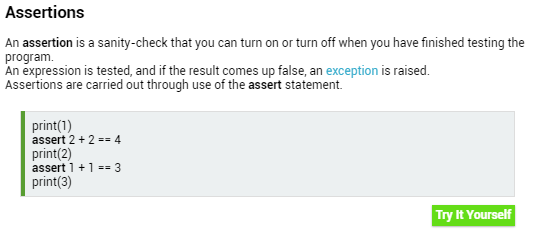 Assertions
An assertion is a sanity-check that you can turn on or turn off when you have finished testing the
program.
An expression is tested, and if the result comes up false, an exception is raised.
Assertions are carried out through use of the assert statement.
print(1)
assert 2 + 2 == 4
print(2)
assert 1 + 1 == 3
print(3)
Try It Yourself